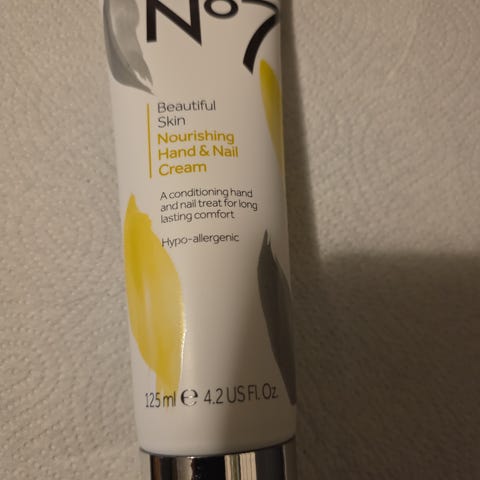 No7
Beautiful
Skin
Nourishing
Hand & Nail
Cream
A conditioning hand
and nail treat for long
lasting comfort
Hypo-allergenic
125 ml ℮ 4.2 US Fl. Oz.